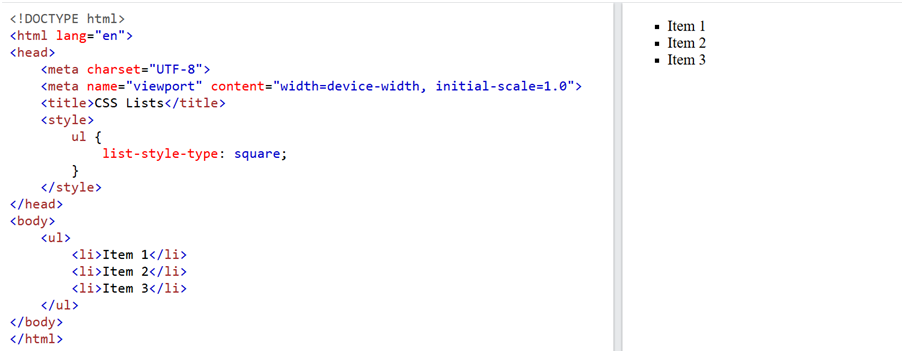 <!DOCTYPE html>
<html lang="en">
<head>
    <meta charset="UTF-8">
    <meta name="viewport" content="width=device-width, initial-scale=1.0">
    <title>CSS Lists</title>
    <style>
        ul {
            list-style-type: square;
        }
    </style>
</head>
<body>
    <ul>
        <li>Item 1</li>
        <li>Item 2</li>
        <li>Item 3</li>
    </ul>
</body>
</html>
▪ Item 1
▪ Item 2
▪ Item 3